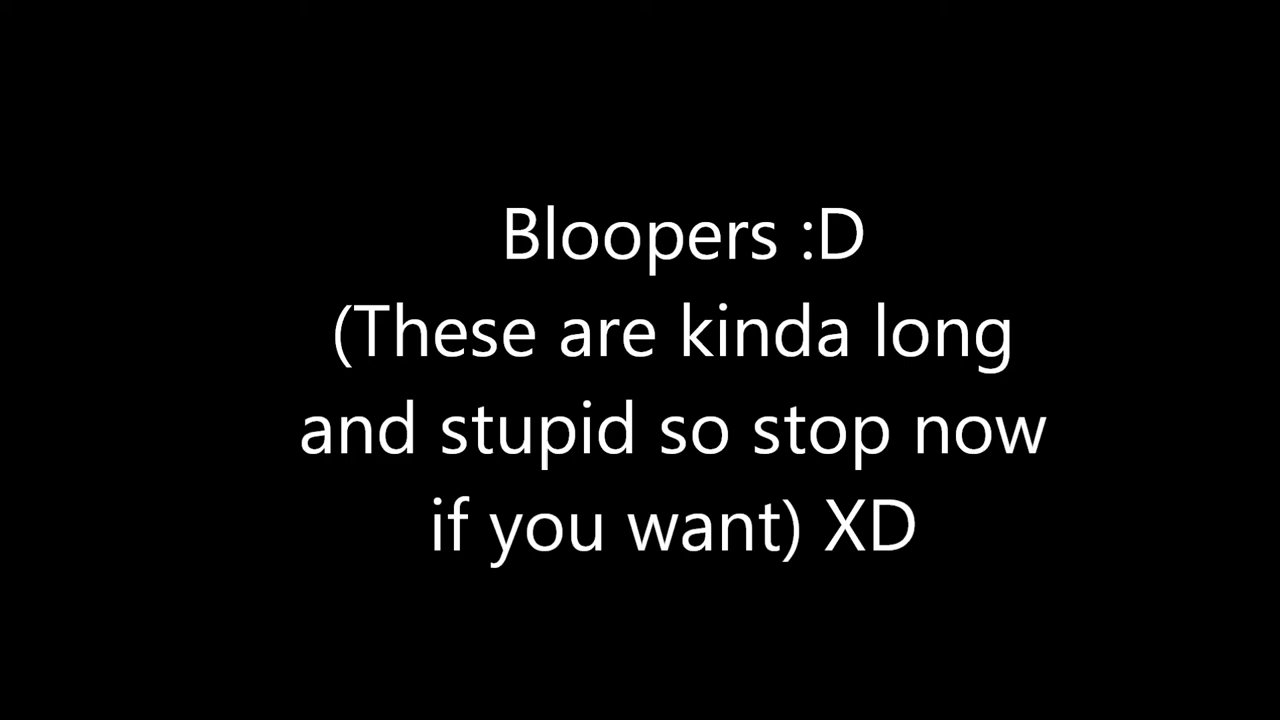 Bloopers :D
(These are kinda long
and stupid so stop now
if you want) XD